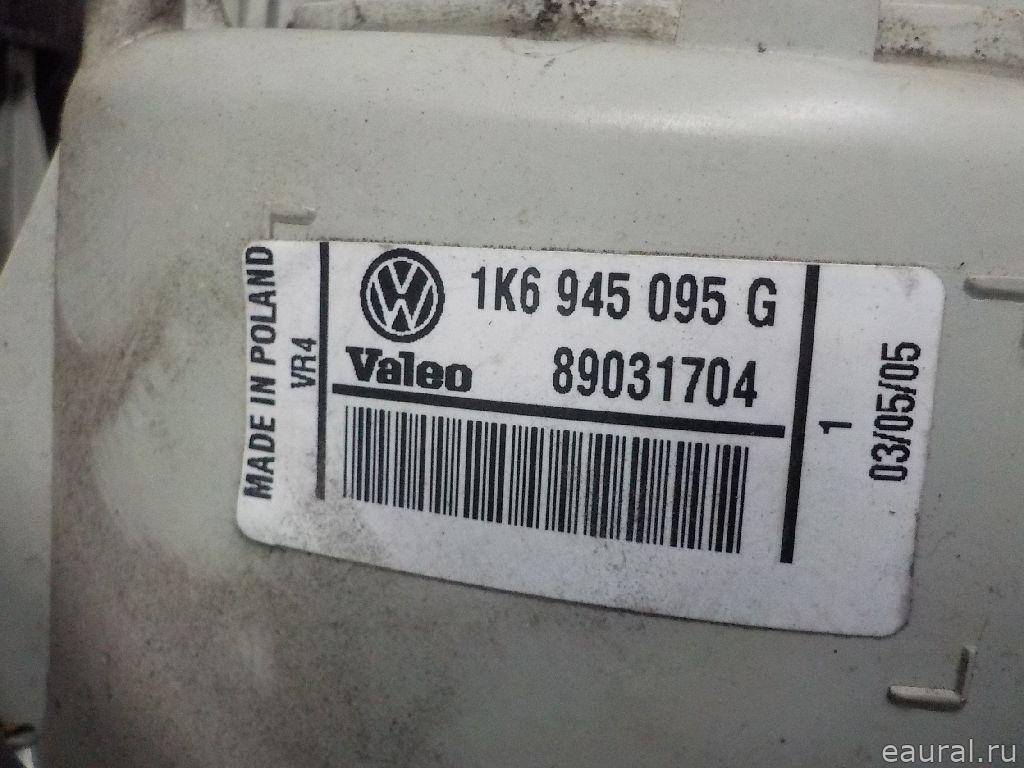 MADE IN POLAND
VR4
1K6 945 095 G
Valeo 89031704
1
03/05/05
eaural.ru